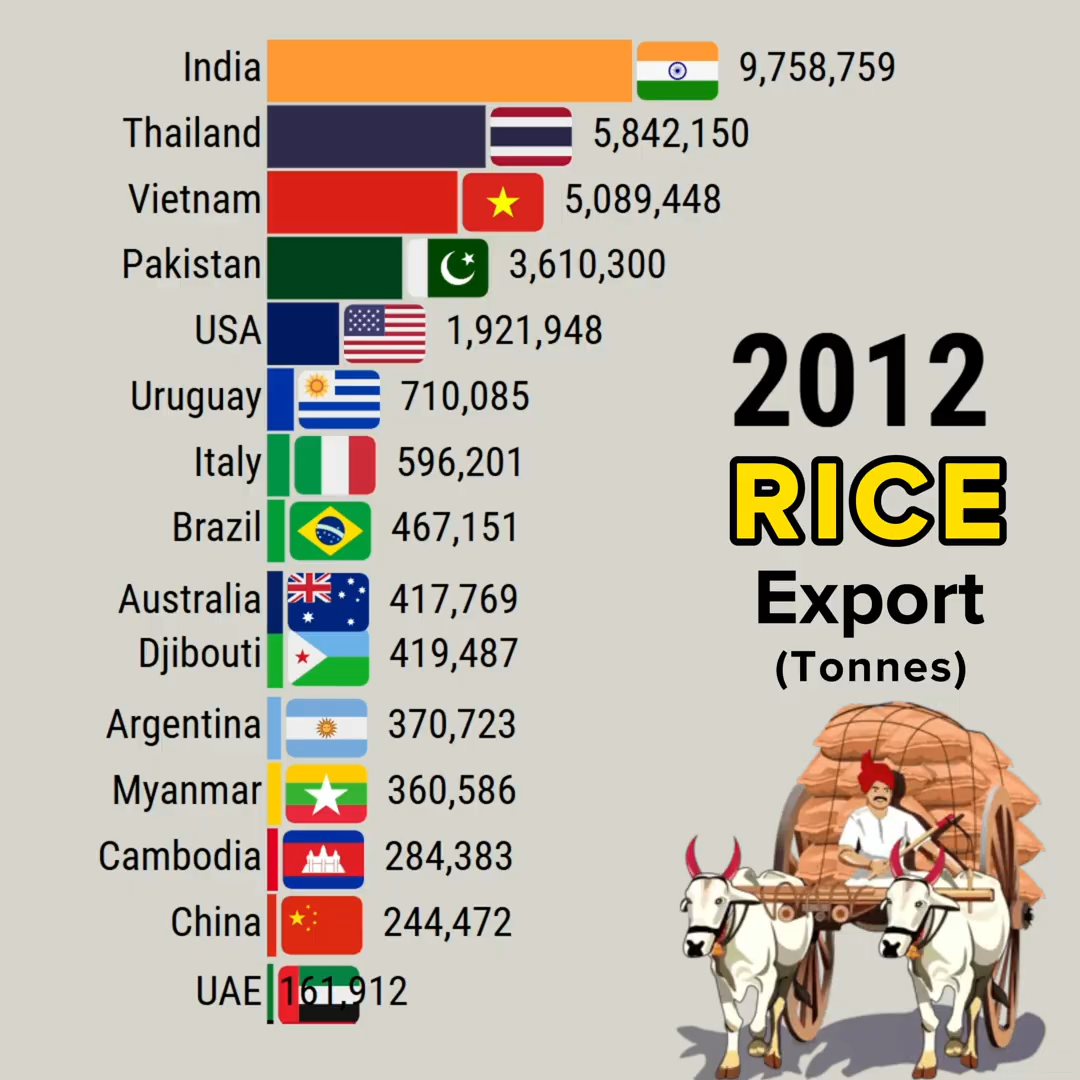 India 9,758,759
Thailand 5,842,150
Vietnam 5,089,448
Pakistan 3,610,300
USA 1,921,948
Uruguay 710,085
Italy 596,201
Brazil 467,151
Australia 417,769
Djibouti 419,487
Argentina 370,723
Myanmar 360,586
Cambodia 284,383
China 244,472
UAE 161,912
2012
RICE
Export
(Tonnes)